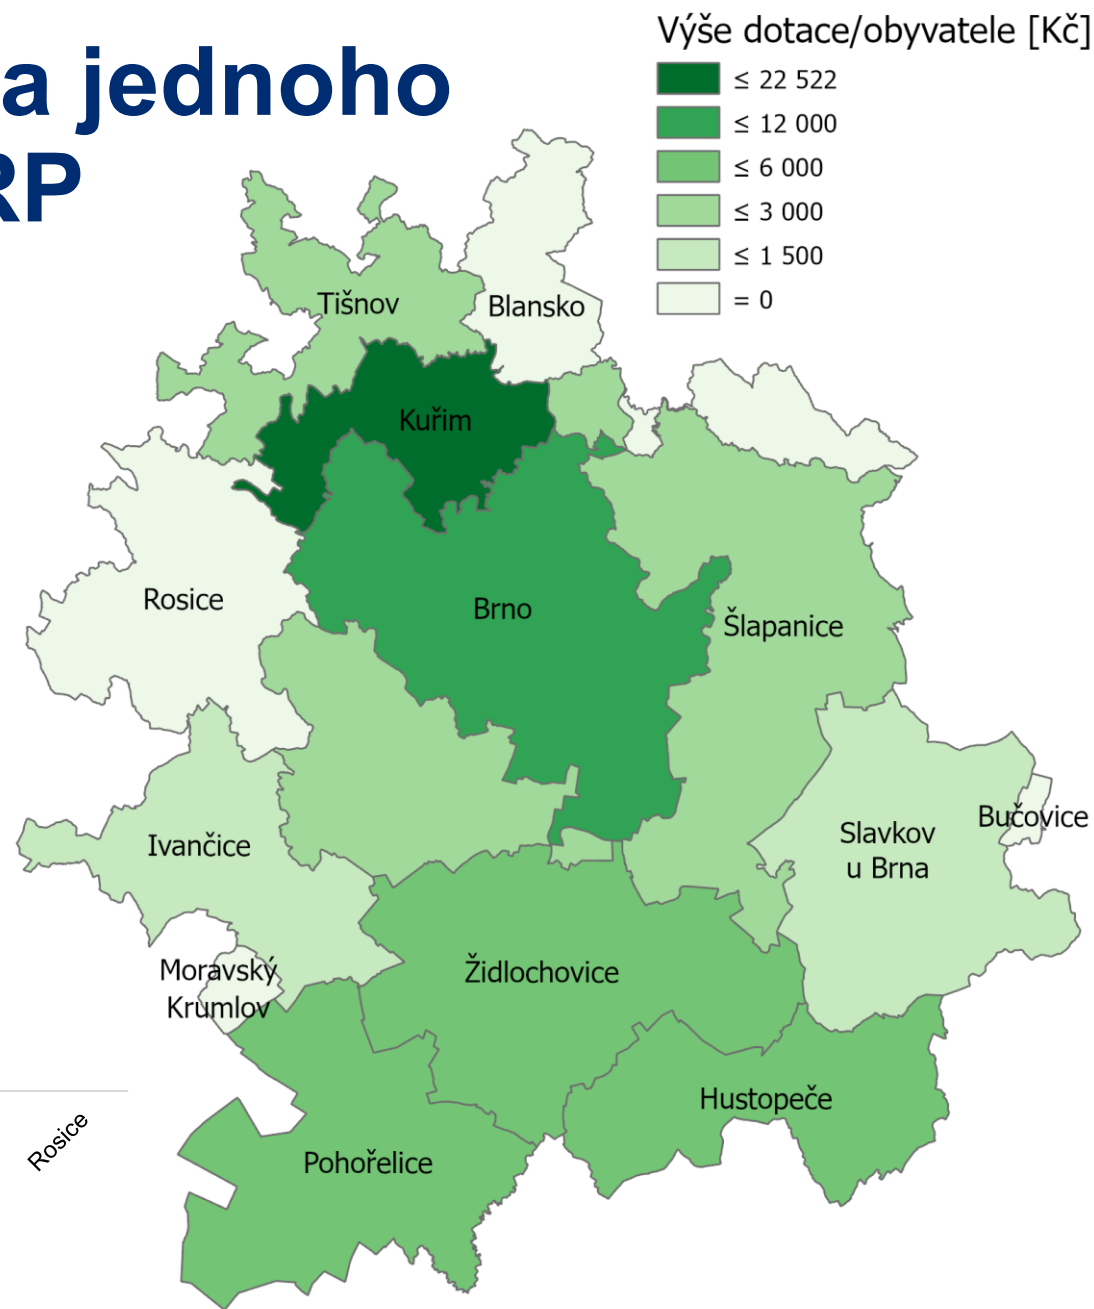 a jednoho
RP
Výše dotace/obyvatele [Kč]
≤ 22 522
≤ 12 000
≤ 6 000
≤ 3 000
≤ 1 500
= 0
Tišnov
Blansko
Kuřim
Rosice
Brno
Šlapanice
Ivančice
Slavkov
u Brna
Bučovice
Moravský
Krumlov
Židlochovice
Hustopeče
Pohořelice
Rosice